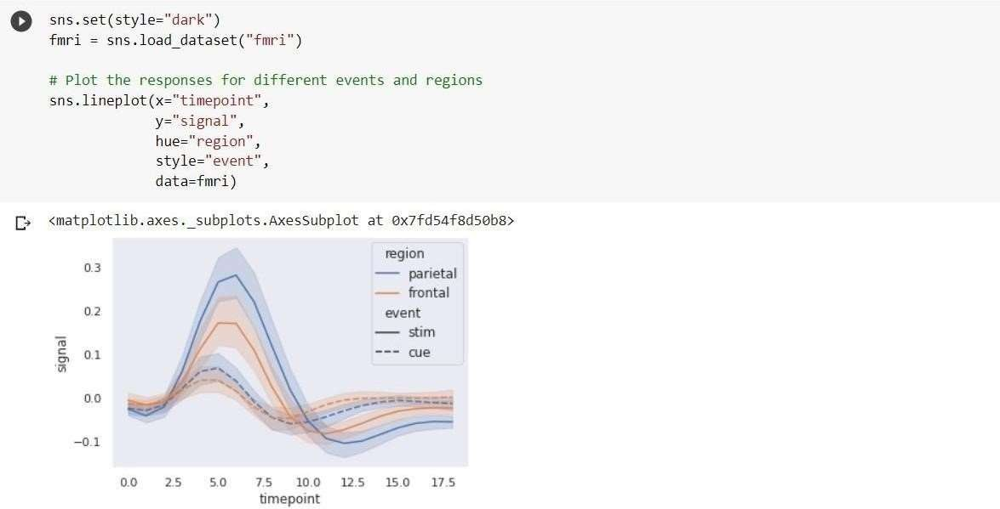 sns.set(style="dark")
fmri = sns.load_dataset("fmri")
# Plot the responses for different events and regions
sns.lineplot(x="timepoint",
y="signal",
hue="region",
style="event",
data=fmri)
<matplotlib.axes._subplots.AxesSubplot at 0x7fd54f8d50b8>
region
parietal
frontal
event
stim
cue
0.3
0.2
0.1
0.0
−0.1
signal
0.0 2.5 5.0 7.5 10.0 12.5 15.0 17.5
timepoint